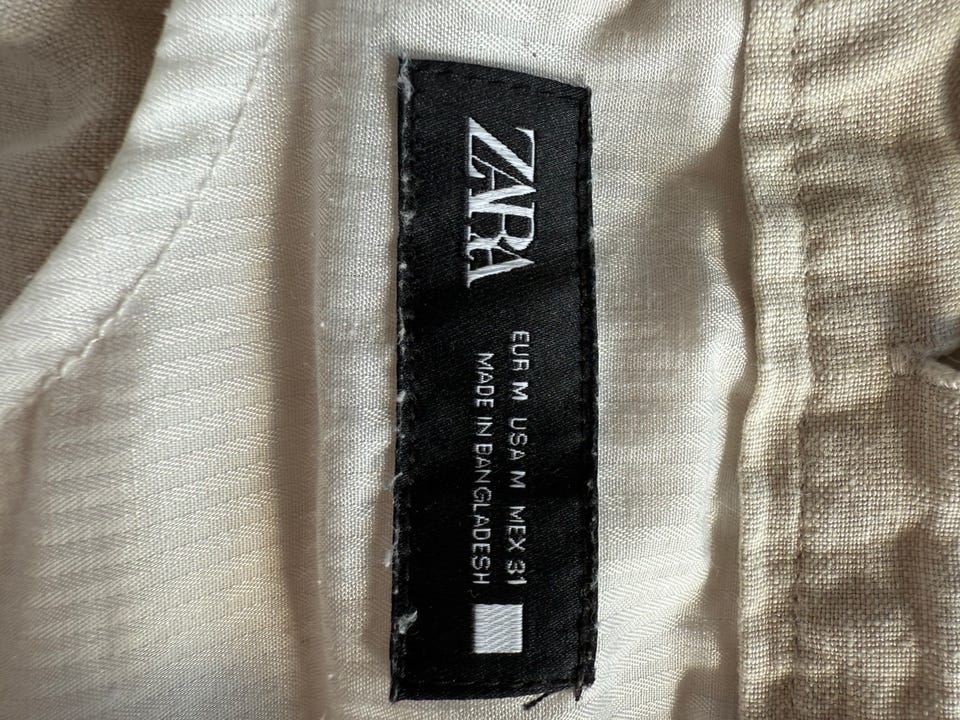 ZARA
EUR M USA M MEX 31
MADE IN BANGLADESH